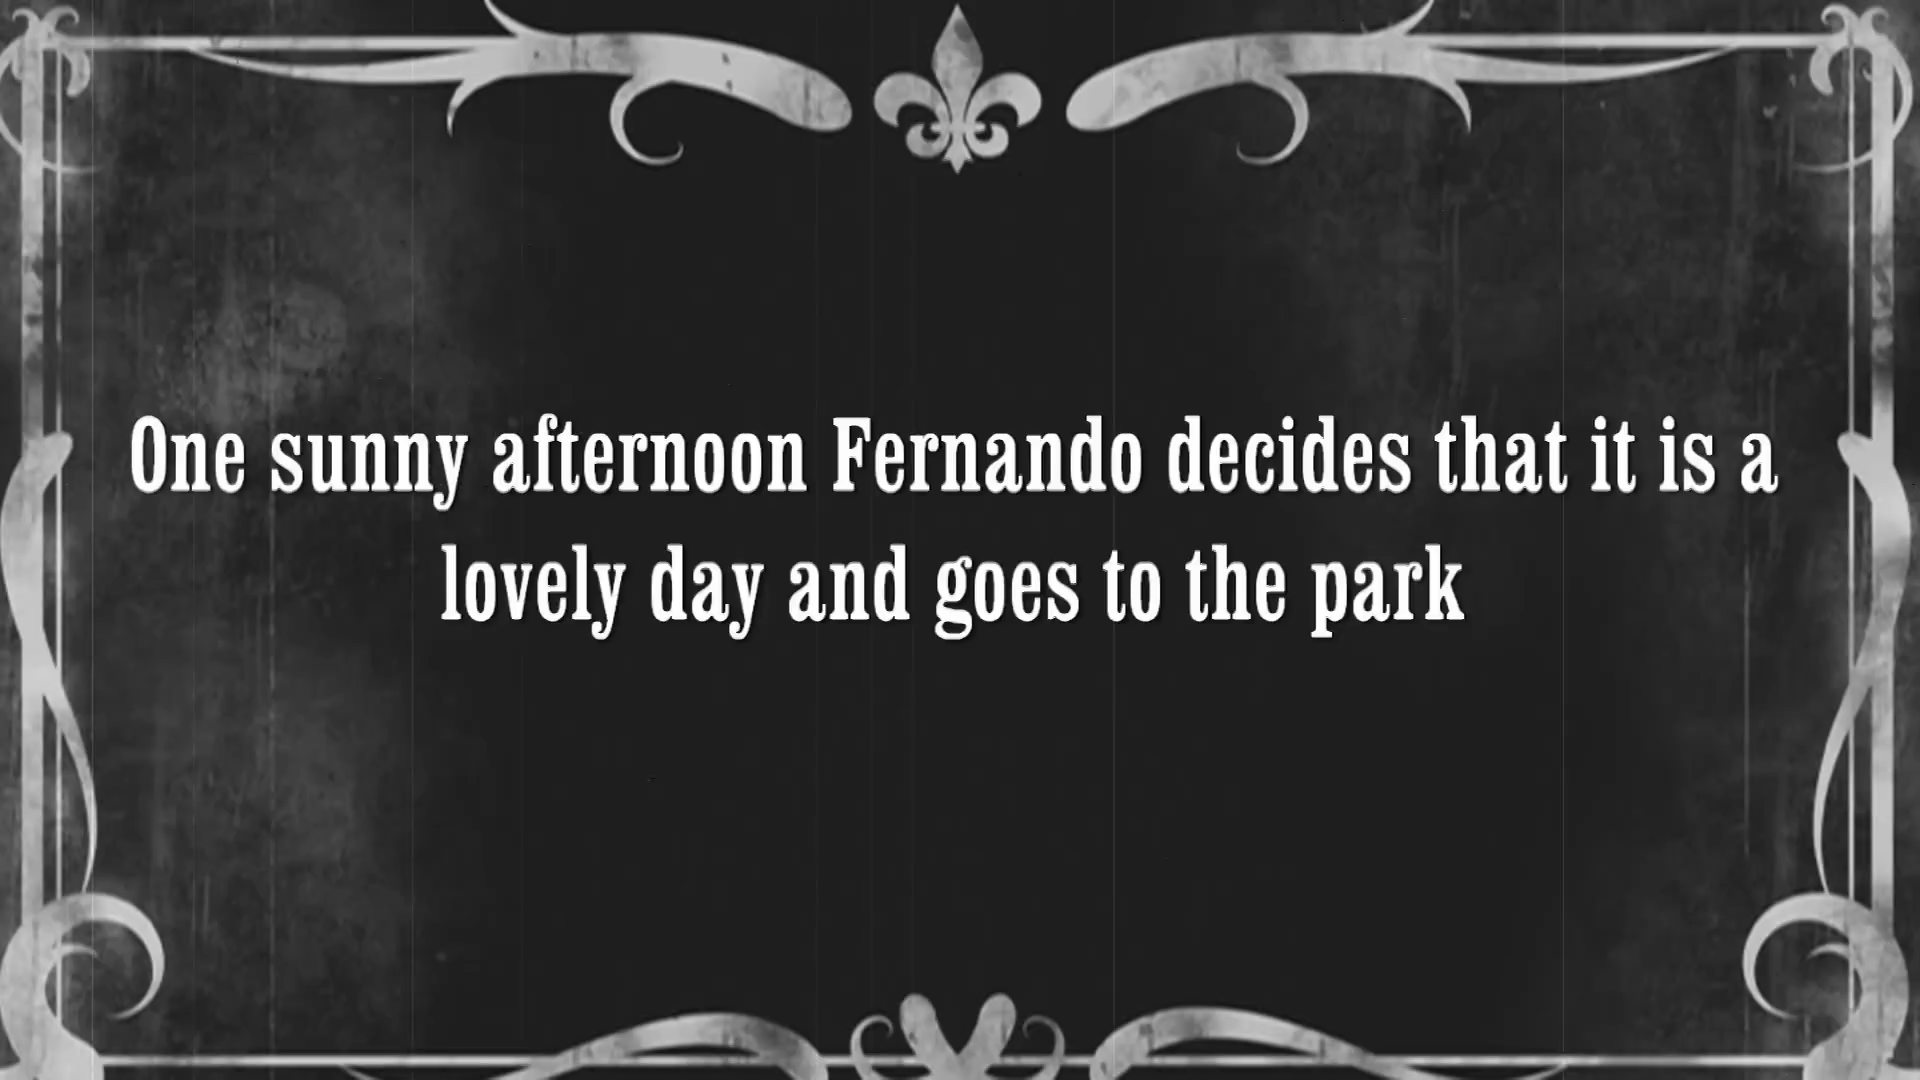 One sunny afternoon Fernando decides that it is a
lovely day and goes to the park